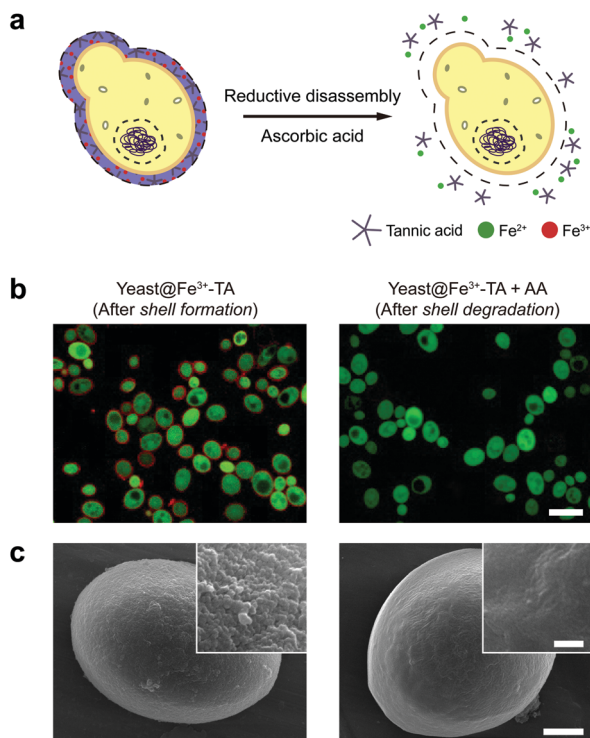 a
Reductive disassembly
Ascorbic acid
Tannic acid
Fe²⁺
Fe³⁺
b
Yeast@Fe³⁺-TA
(After shell formation)
Yeast@Fe³⁺-TA + AA
(After shell degradation)
c